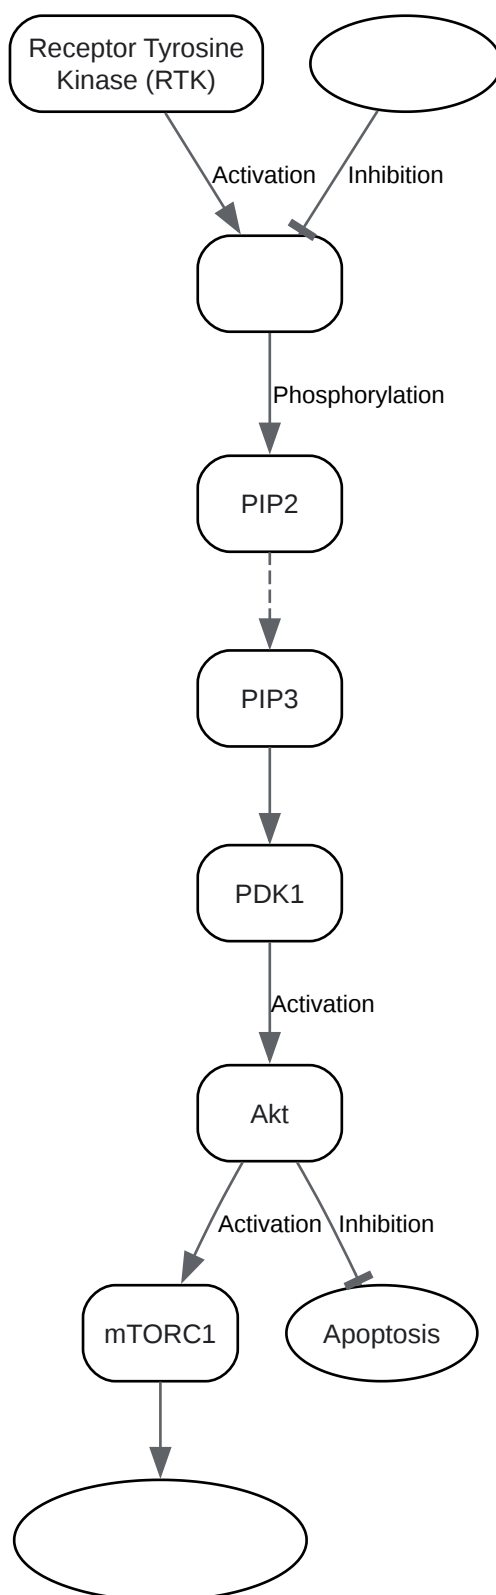 Receptor Tyrosine
Kinase (RTK)
Activation
Inhibition
Phosphorylation
PIP2
PIP3
PDK1
Activation
Akt
Activation
Inhibition
mTORC1
Apoptosis